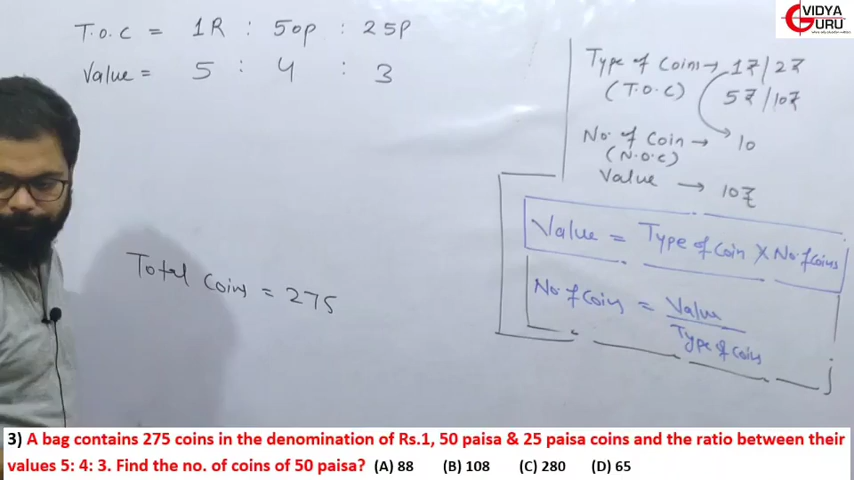 T.O.C = 1R : 50p : 25P
Value = 5 : 4 : 3
Total Coins = 275
Type of Coins → 1₹/2₹
(T.O.C) 5₹/10₹
No. of Coin → 10
(N.O.C)
Value → 10₹
Value = Type of Coin X No. of Coins
No. of Coin = Value
Type of Coins
VIDYA
GURU
3) A bag contains 275 coins in the denomination of Rs.1, 50 paisa & 25 paisa coins and the ratio between their
values 5: 4: 3. Find the no. of coins of 50 paisa? (A) 88 (B) 108 (C) 280 (D) 65